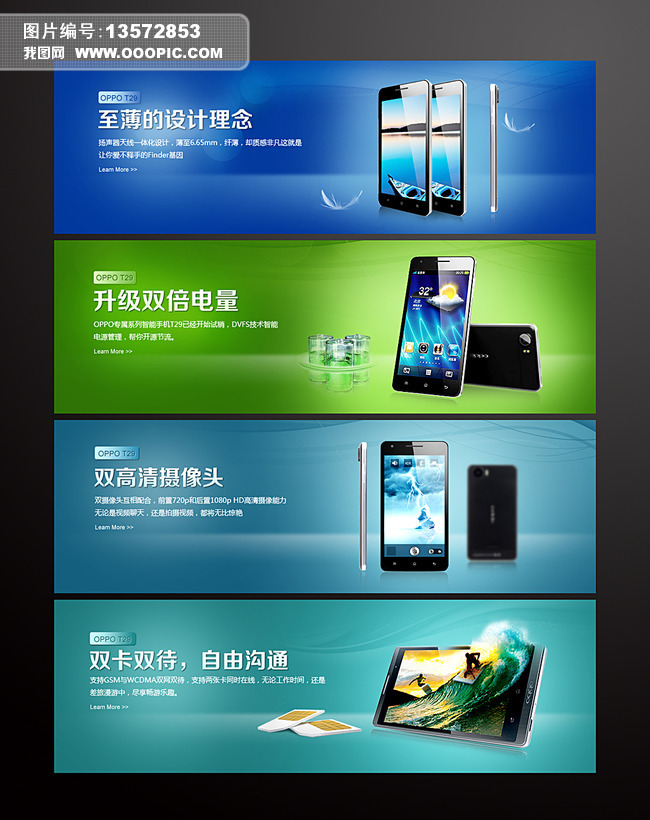 图片编号:13572853
我图网 WWW.OOOPIC.COM
OPPO T29
至薄的设计理念
扬声器天线一体化设计，薄至6.65mm，纤薄，却质感非凡这就是
让你爱不释手的Finder基因
Learn More >>
OPPO T29
升级双倍电量
OPPO专属系列智能手机T29已经开始试销，DVFS技术智能
电源管理，帮你开源节流。
Learn More >>
32°
OPPO T29
双高清摄像头
双摄像头互相配合，前置720p和后置1080p HD高清摄像能力
无论是视频聊天，还是拍摄视频，都将无比惊艳
Learn More >>
OPPO T29
双卡双待，自由沟通
支持GSM与WCDMA双网双待，支持两张卡同时在线，无论工作时间，还是
差旅漫游中，尽享畅游乐趣。
Learn More >>